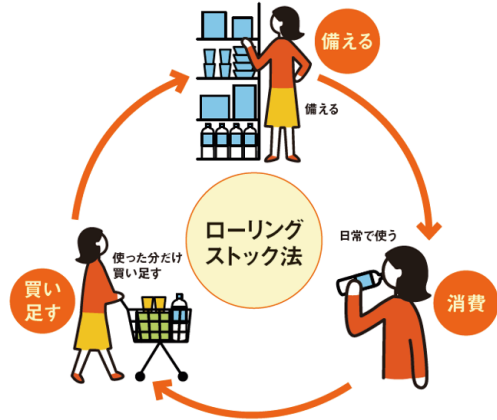 備える
備える
ローリング
ストック法
日常で使う
消費
使った分だけ
買い足す
買い
足す